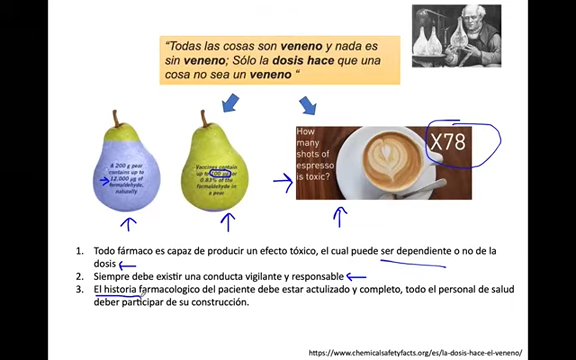 “Todas las cosas son veneno y nada es
sin veneno; Sólo la dosis hace que una
cosa no sea un veneno “
A 200 g pear
contains up to
12,000 µg of
formaldehyde,
naturally
Vaccines contain
up to 100 µg or
0.83% of the
formaldehyde in
a pear
How
many
shots of
espresso
is toxic?
X78
1. Todo fármaco es capaz de producir un efecto tóxico, el cual puede ser dependiente o no de la
dosis
2. Siempre debe existir una conducta vigilante y responsable
3. El historia farmacologico del paciente debe estar actulizado y completo, todo el personal de salud
deber participar de su construcción.
https://www.chemicalsafetyfacts.org/es/la-dosis-hace-el-veneno/